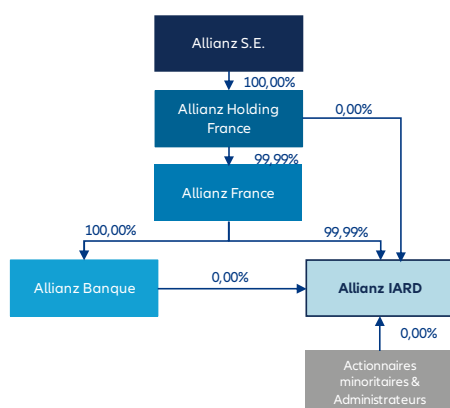 Allianz S.E.
100,00%
Allianz Holding
France
0,00%
99,99%
Allianz France
100,00%
99,99%
Allianz Banque
0,00%
Allianz IARD
0,00%
Actionnaires
minoritaires &
Administrateurs